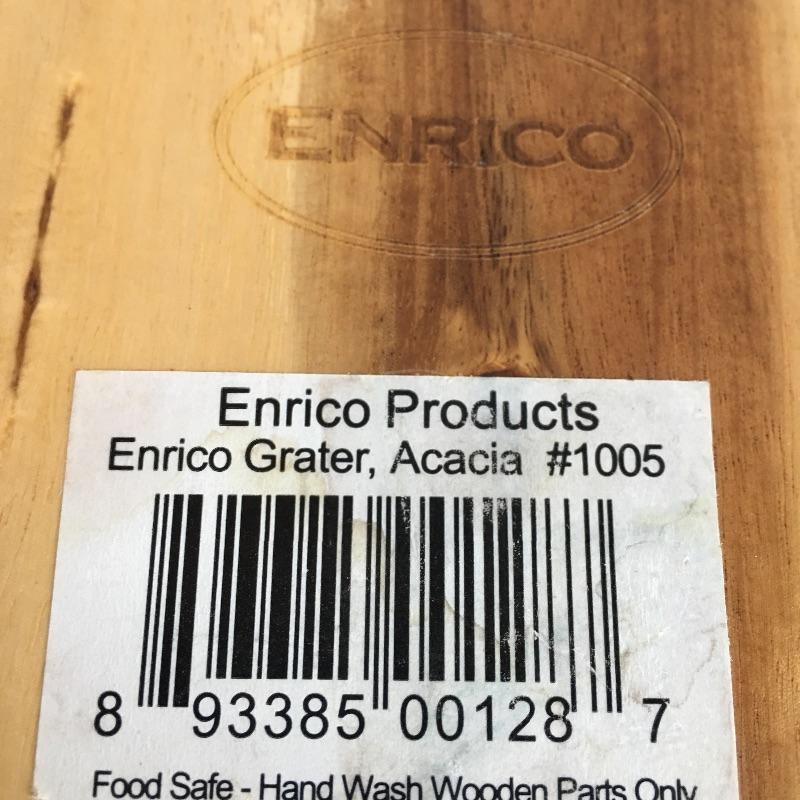 ENRICO
Enrico Products
Enrico Grater, Acacia #1005
8 93385 00128 7
Food Safe - Hand Wash Wooden Parts Only